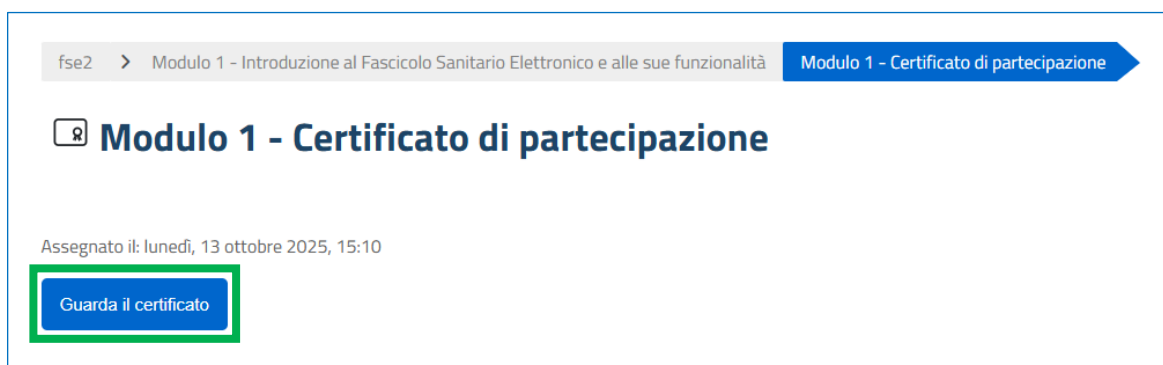 fse2 > Modulo 1 - Introduzione al Fascicolo Sanitario Elettronico e alle sue funzionalità Modulo 1 - Certificato di partecipazione
Modulo 1 - Certificato di partecipazione
Assegnato il: lunedì, 13 ottobre 2025, 15:10
Guarda il certificato